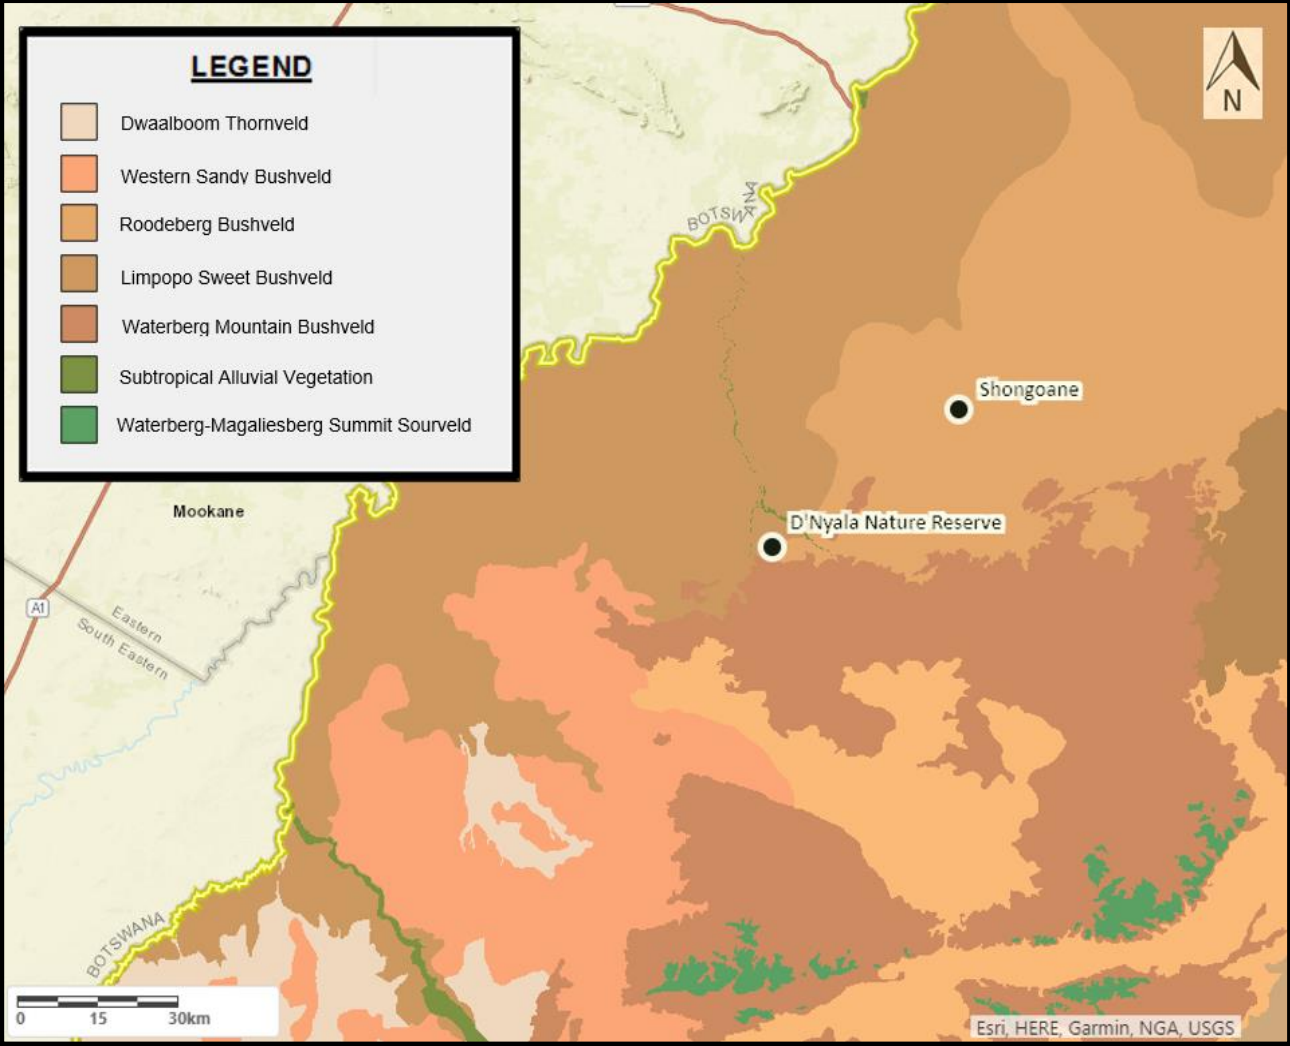 LEGEND
Dwaalboom Thornveld
Western Sandy Bushveld
Roodeberg Bushveld
Limpopo Sweet Bushveld
Waterberg Mountain Bushveld
Subtropical Alluvial Vegetation
Waterberg-Magaliesberg Summit Sourveld
N
BOTSWANA
Shongoane
Mookane
D'Nyala Nature Reserve
A1
Eastern
South Eastern
BOTSWANA
0 15 30km
Esri, HERE, Garmin, NGA, USGS